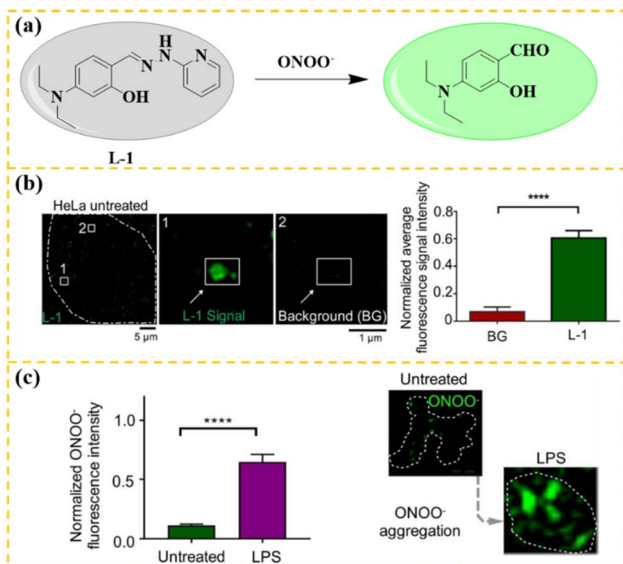 (a)
H
N
N
N
OH
N
L-1
ONOO⁻
CHO
OH
N
(b)
HeLa untreated
2
1
L-1
5 μm
1
L-1 Signal
2
Background (BG)
1 μm
Normalized average
fluorescence signal intensity
0.8
0.6
0.4
0.2
0.0
****
BG
L-1
(c)
Normalized ONOO⁻
fluorescence intensity
1.0
0.5
0.0
****
Untreated
LPS
Untreated
ONOO⁻
LPS
ONOO⁻
aggregation